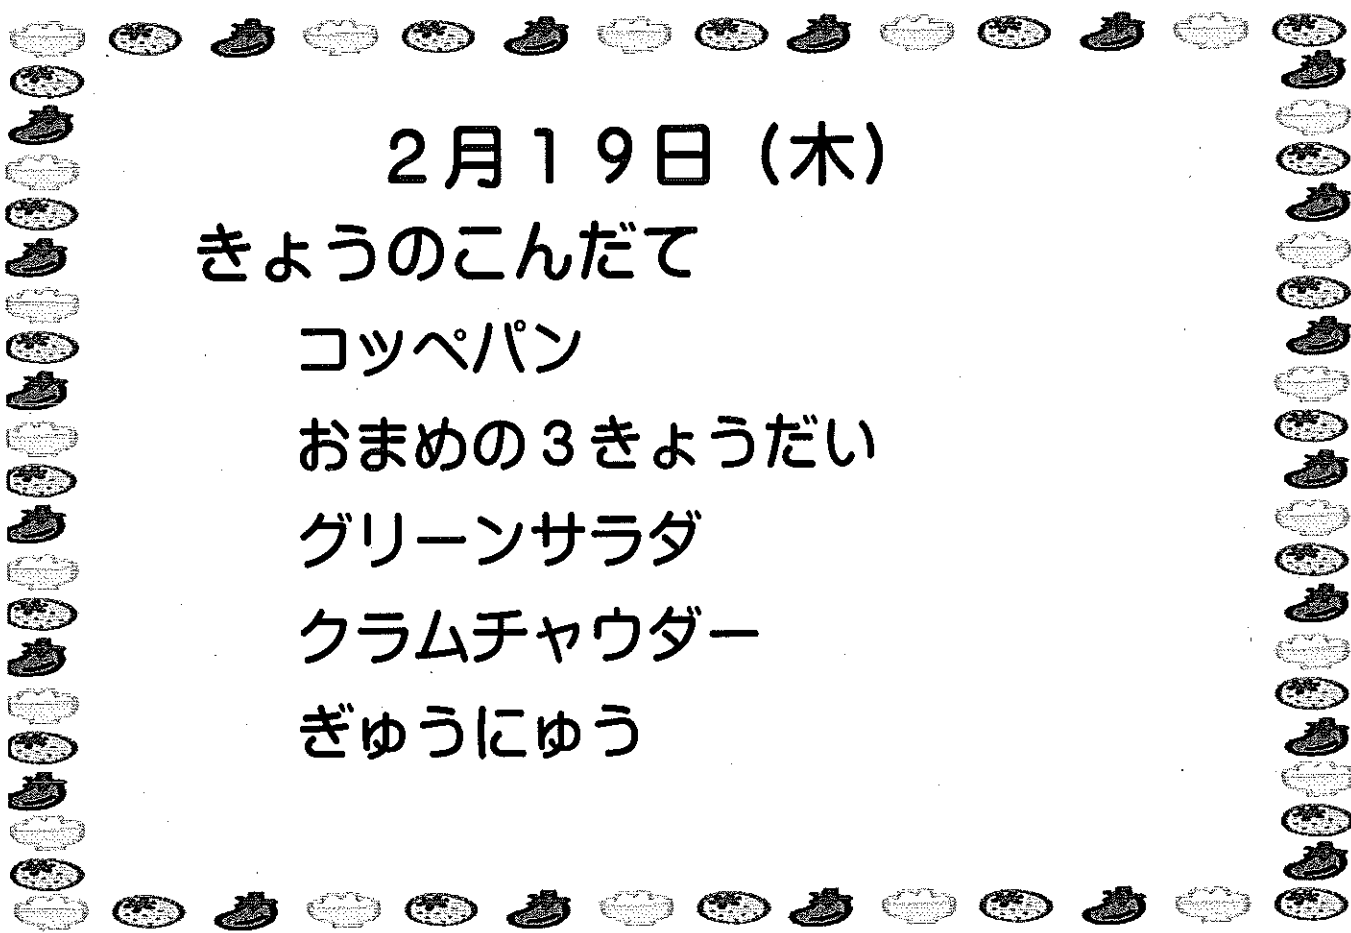 ２月１９日（木）
きょうのこんだて
コッペパン
おまめの３きょうだい
グリーンサラダ
クラムチャウダー
ぎゅうにゅう